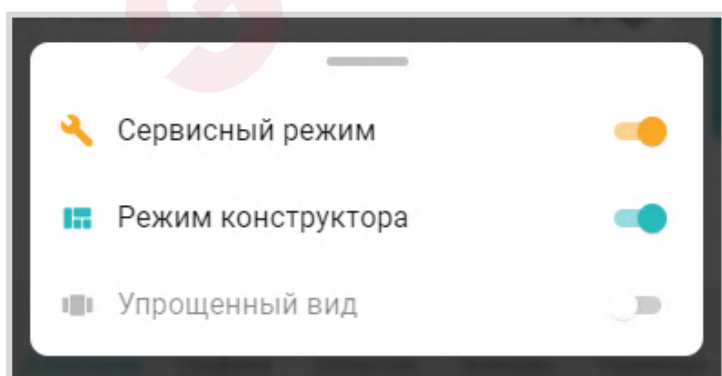 Сервисный режим
Режим конструктора
Упрощенный вид